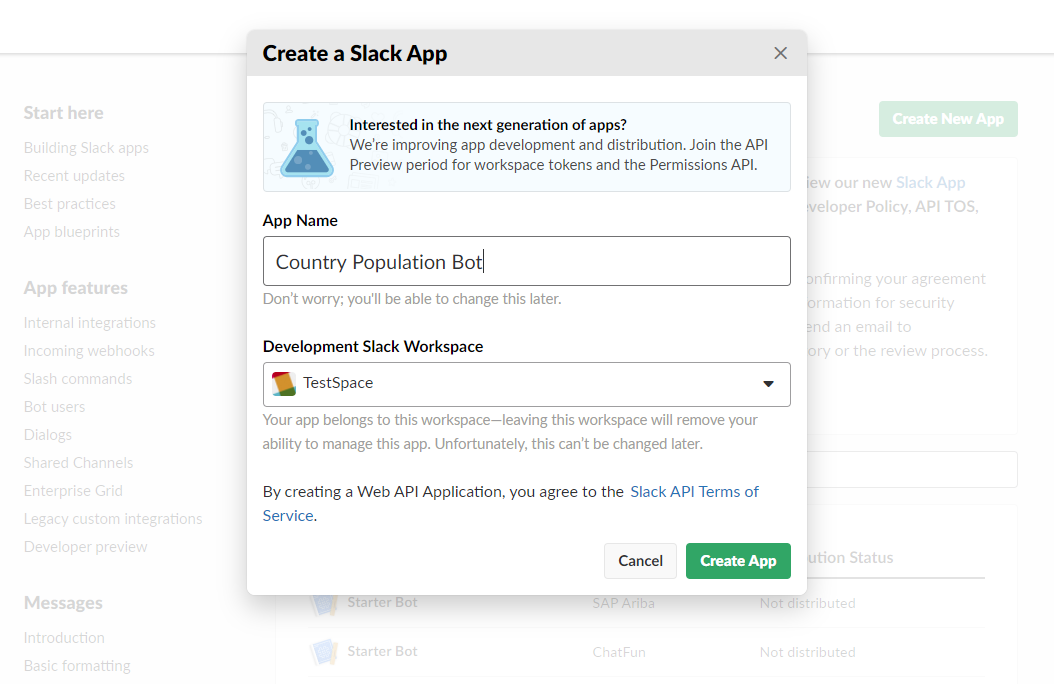 Create a Slack App
Interested in the next generation of apps?
We're improving app development and distribution. Join the API
Preview period for workspace tokens and the Permissions API.
App Name
Country Population Bot
Don't worry; you'll be able to change this later.
Development Slack Workspace
TestSpace
Your app belongs to this workspace—leaving this workspace will remove your
ability to manage this app. Unfortunately, this can't be changed later.
By creating a Web API Application, you agree to the Slack API Terms of
Service.
Cancel
Create App
Start here
Building Slack apps
Recent updates
Best practices
App blueprints
App features
Internal integrations
Incoming webhooks
Slash commands
Bot users
Dialogs
Shared Channels
Enterprise Grid
Legacy custom integrations
Developer preview
Messages
Introduction
Basic formatting
Create New App
our new Slack App
Developer Policy, API TOS,
onfirming your agreement
ormation for security
end an email to
ory or the review process.
ution Status
Starter Bot SAP Ariba Not distributed
Starter Bot ChatFun Not distributed